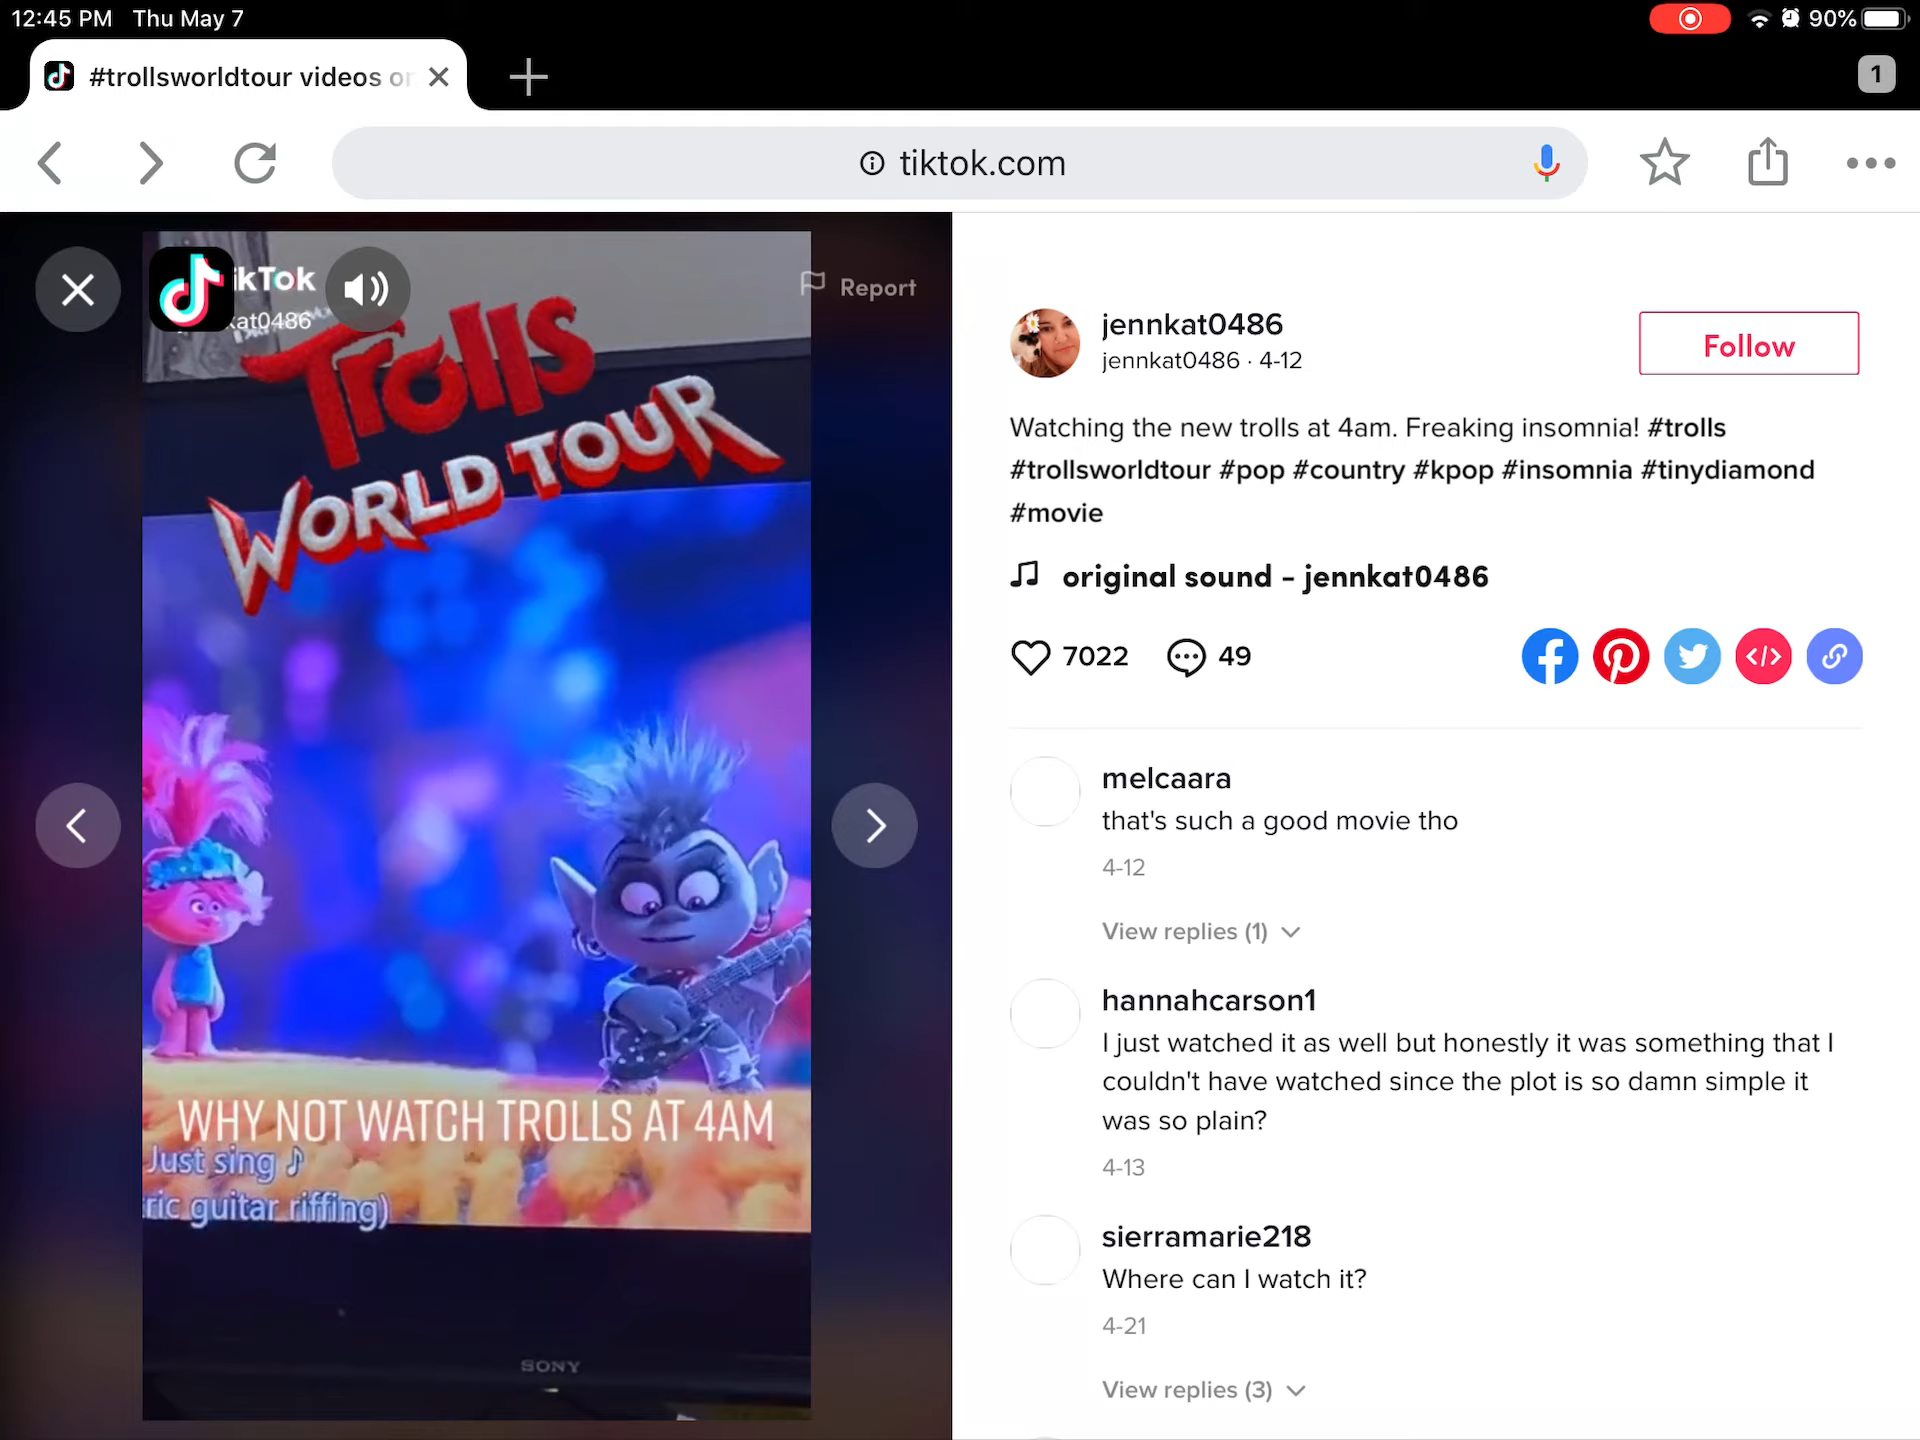 12:45 PM Thu May 7
90%
#trollsworldtour videos
1
tiktok.com
ikTok
kat0486
Report
Trolls
WORLD TOUR
WHY NOT WATCH TROLLS AT 4AM
Just sing ♪
ric guitar riffing)
SONY
jennkat0486
jennkat0486 · 4-12
Follow
Watching the new trolls at 4am. Freaking insomnia! #trolls
#trollsworldtour #pop #country #kpop #insomnia #tinydiamond
#movie
original sound - jennkat0486
7022
49
melcaara
that's such a good movie tho
4-12
View replies (1)
hannahcarson1
I just watched it as well but honestly it was something that I
couldn't have watched since the plot is so damn simple it
was so plain?
4-13
sierramarie218
Where can I watch it?
4-21
View replies (3)